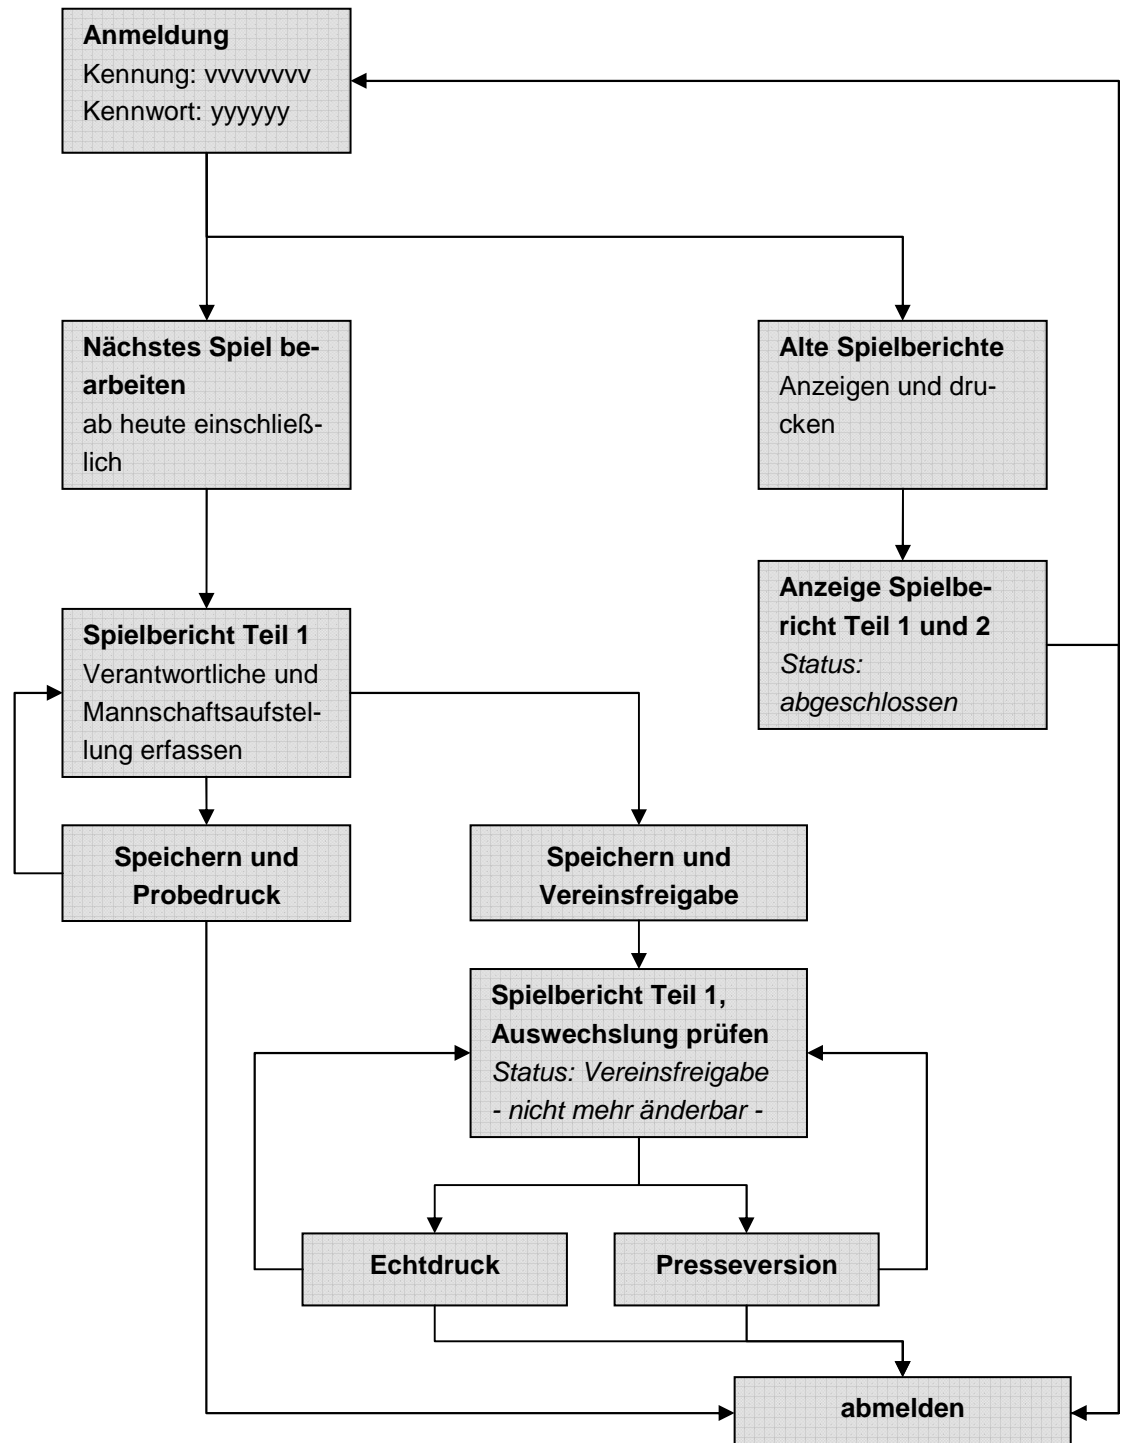 Anmeldung
Kennung: vvvvvvvv
Kennwort: yyyyyy
Nächstes Spiel be-
arbeiten
ab heute einschließ-
lich
Alte Spielberichte
Anzeigen und dru-
cken
Anzeige Spielbe-
richt Teil 1 und 2
Status:
abgeschlossen
Spielbericht Teil 1
Verantwortliche und
Mannschaftsaufstel-
lung erfassen
Speichern und
Probedruck
Speichern und
Vereinsfreigabe
Spielbericht Teil 1,
Auswechslung prüfen
Status: Vereinsfreigabe
- nicht mehr änderbar -
Echtdruck
Presseversion
abmelden